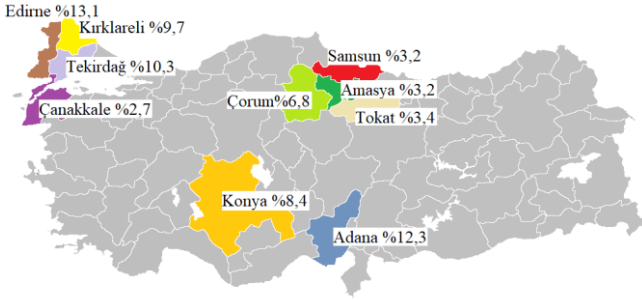 Edirne %13,1
Kırklareli %9,7
Tekirdağ %10,3
Çanakkale %2,7
Samsun %3,2
Amasya %3,2
Çorum%6,8
Tokat %3,4
Konya %8,4
Adana %12,3